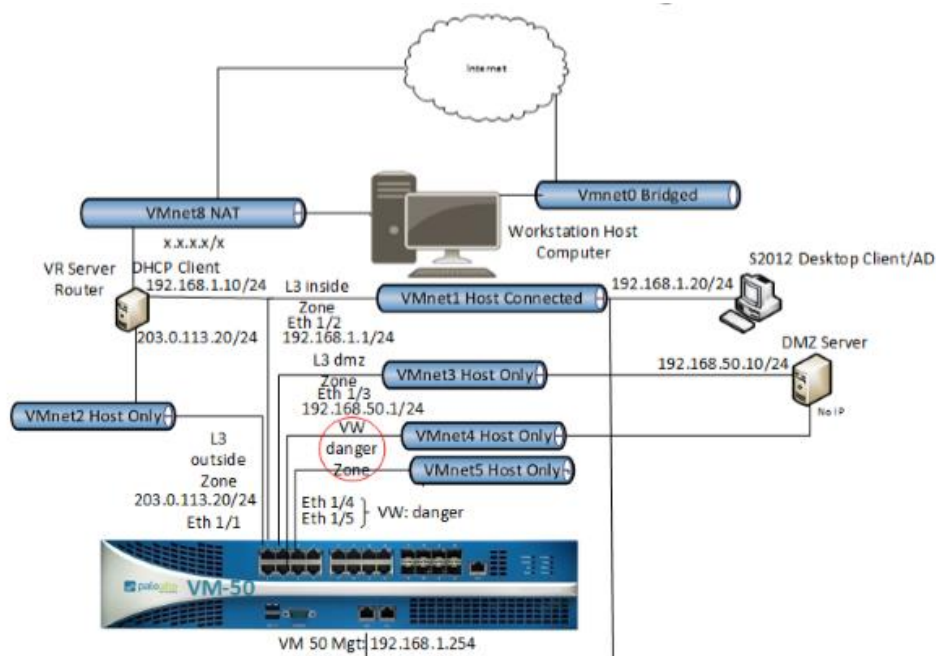 Internet
VMnet8 NAT
Vmnet0 Bridged
x.x.x.x/x
Workstation Host
Computer
VR Server
Router
DHCP Client
192.168.1.10/24
L3 inside
Zone
Eth 1/2
192.168.1.1/24
VMnet1 Host Connected
192.168.1.20/24
S2012 Desktop Client/AD
203.0.113.20/24
L3 dmz
Zone
Eth 1/3
192.168.50.1/24
VMnet3 Host Only
192.168.50.10/24
DMZ Server
No IP
VMnet2 Host Only
VW
danger
Zone
VMnet4 Host Only
VMnet5 Host Only
L3
outside
Zone
203.0.113.20/24
Eth 1/1
Eth 1/4
Eth 1/5
VW: danger
paloalto
VM-50
VM 50 Mgt: 192.168.1.254